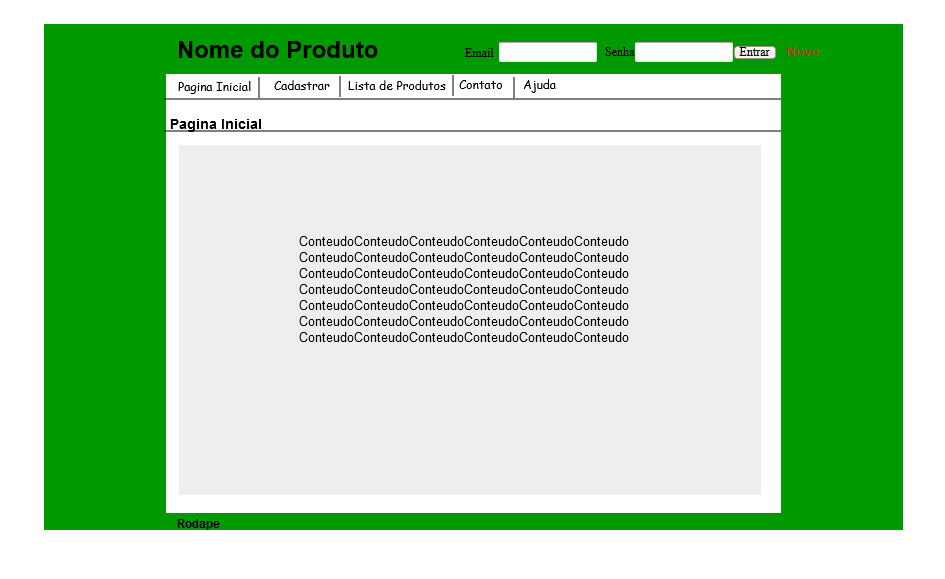 Nome do Produto Email Senha Entrar Novo
Pagina Inicial Cadastrar Lista de Produtos Contato Ajuda
Pagina Inicial
ConteudoConteudoConteudoConteudoConteudoConteudo
ConteudoConteudoConteudoConteudoConteudoConteudo
ConteudoConteudoConteudoConteudoConteudoConteudo
ConteudoConteudoConteudoConteudoConteudoConteudo
ConteudoConteudoConteudoConteudoConteudoConteudo
ConteudoConteudoConteudoConteudoConteudoConteudo
ConteudoConteudoConteudoConteudoConteudoConteudo
Rodape